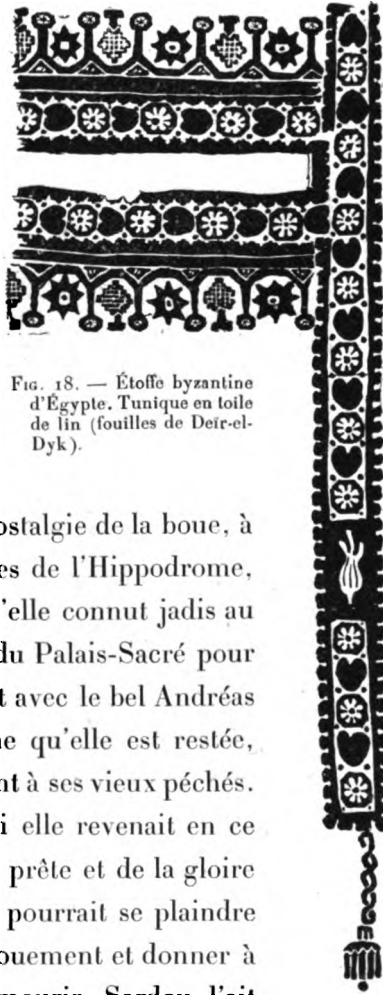 FIG. 18. — Étoffe byzantine
d'Égypte. Tunique en toile
de lin (fouilles de Deïr-el-
Dyk).
ostalgie de la boue, à
es de l'Hippodrome,
'elle connut jadis au
du Palais-Sacré pour
t avec le bel Andréas
ne qu'elle est restée,
nt à ses vieux péchés.
i elle revenait en ce
prête et de la gloire
pourrait se plaindre
ouement et donner à
mourir. Sardou l'ait